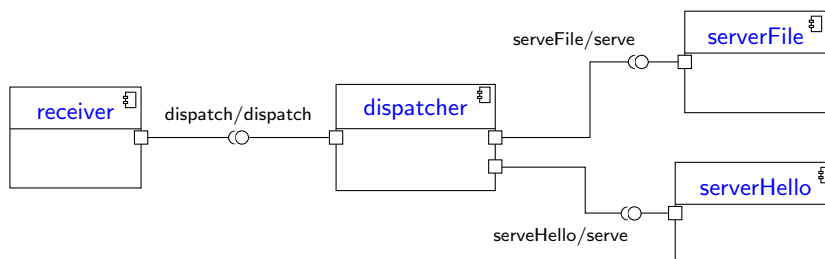 serveFile/serve
serverFile
receiver
dispatch/dispatch
dispatcher
serverHello
serveHello/serve